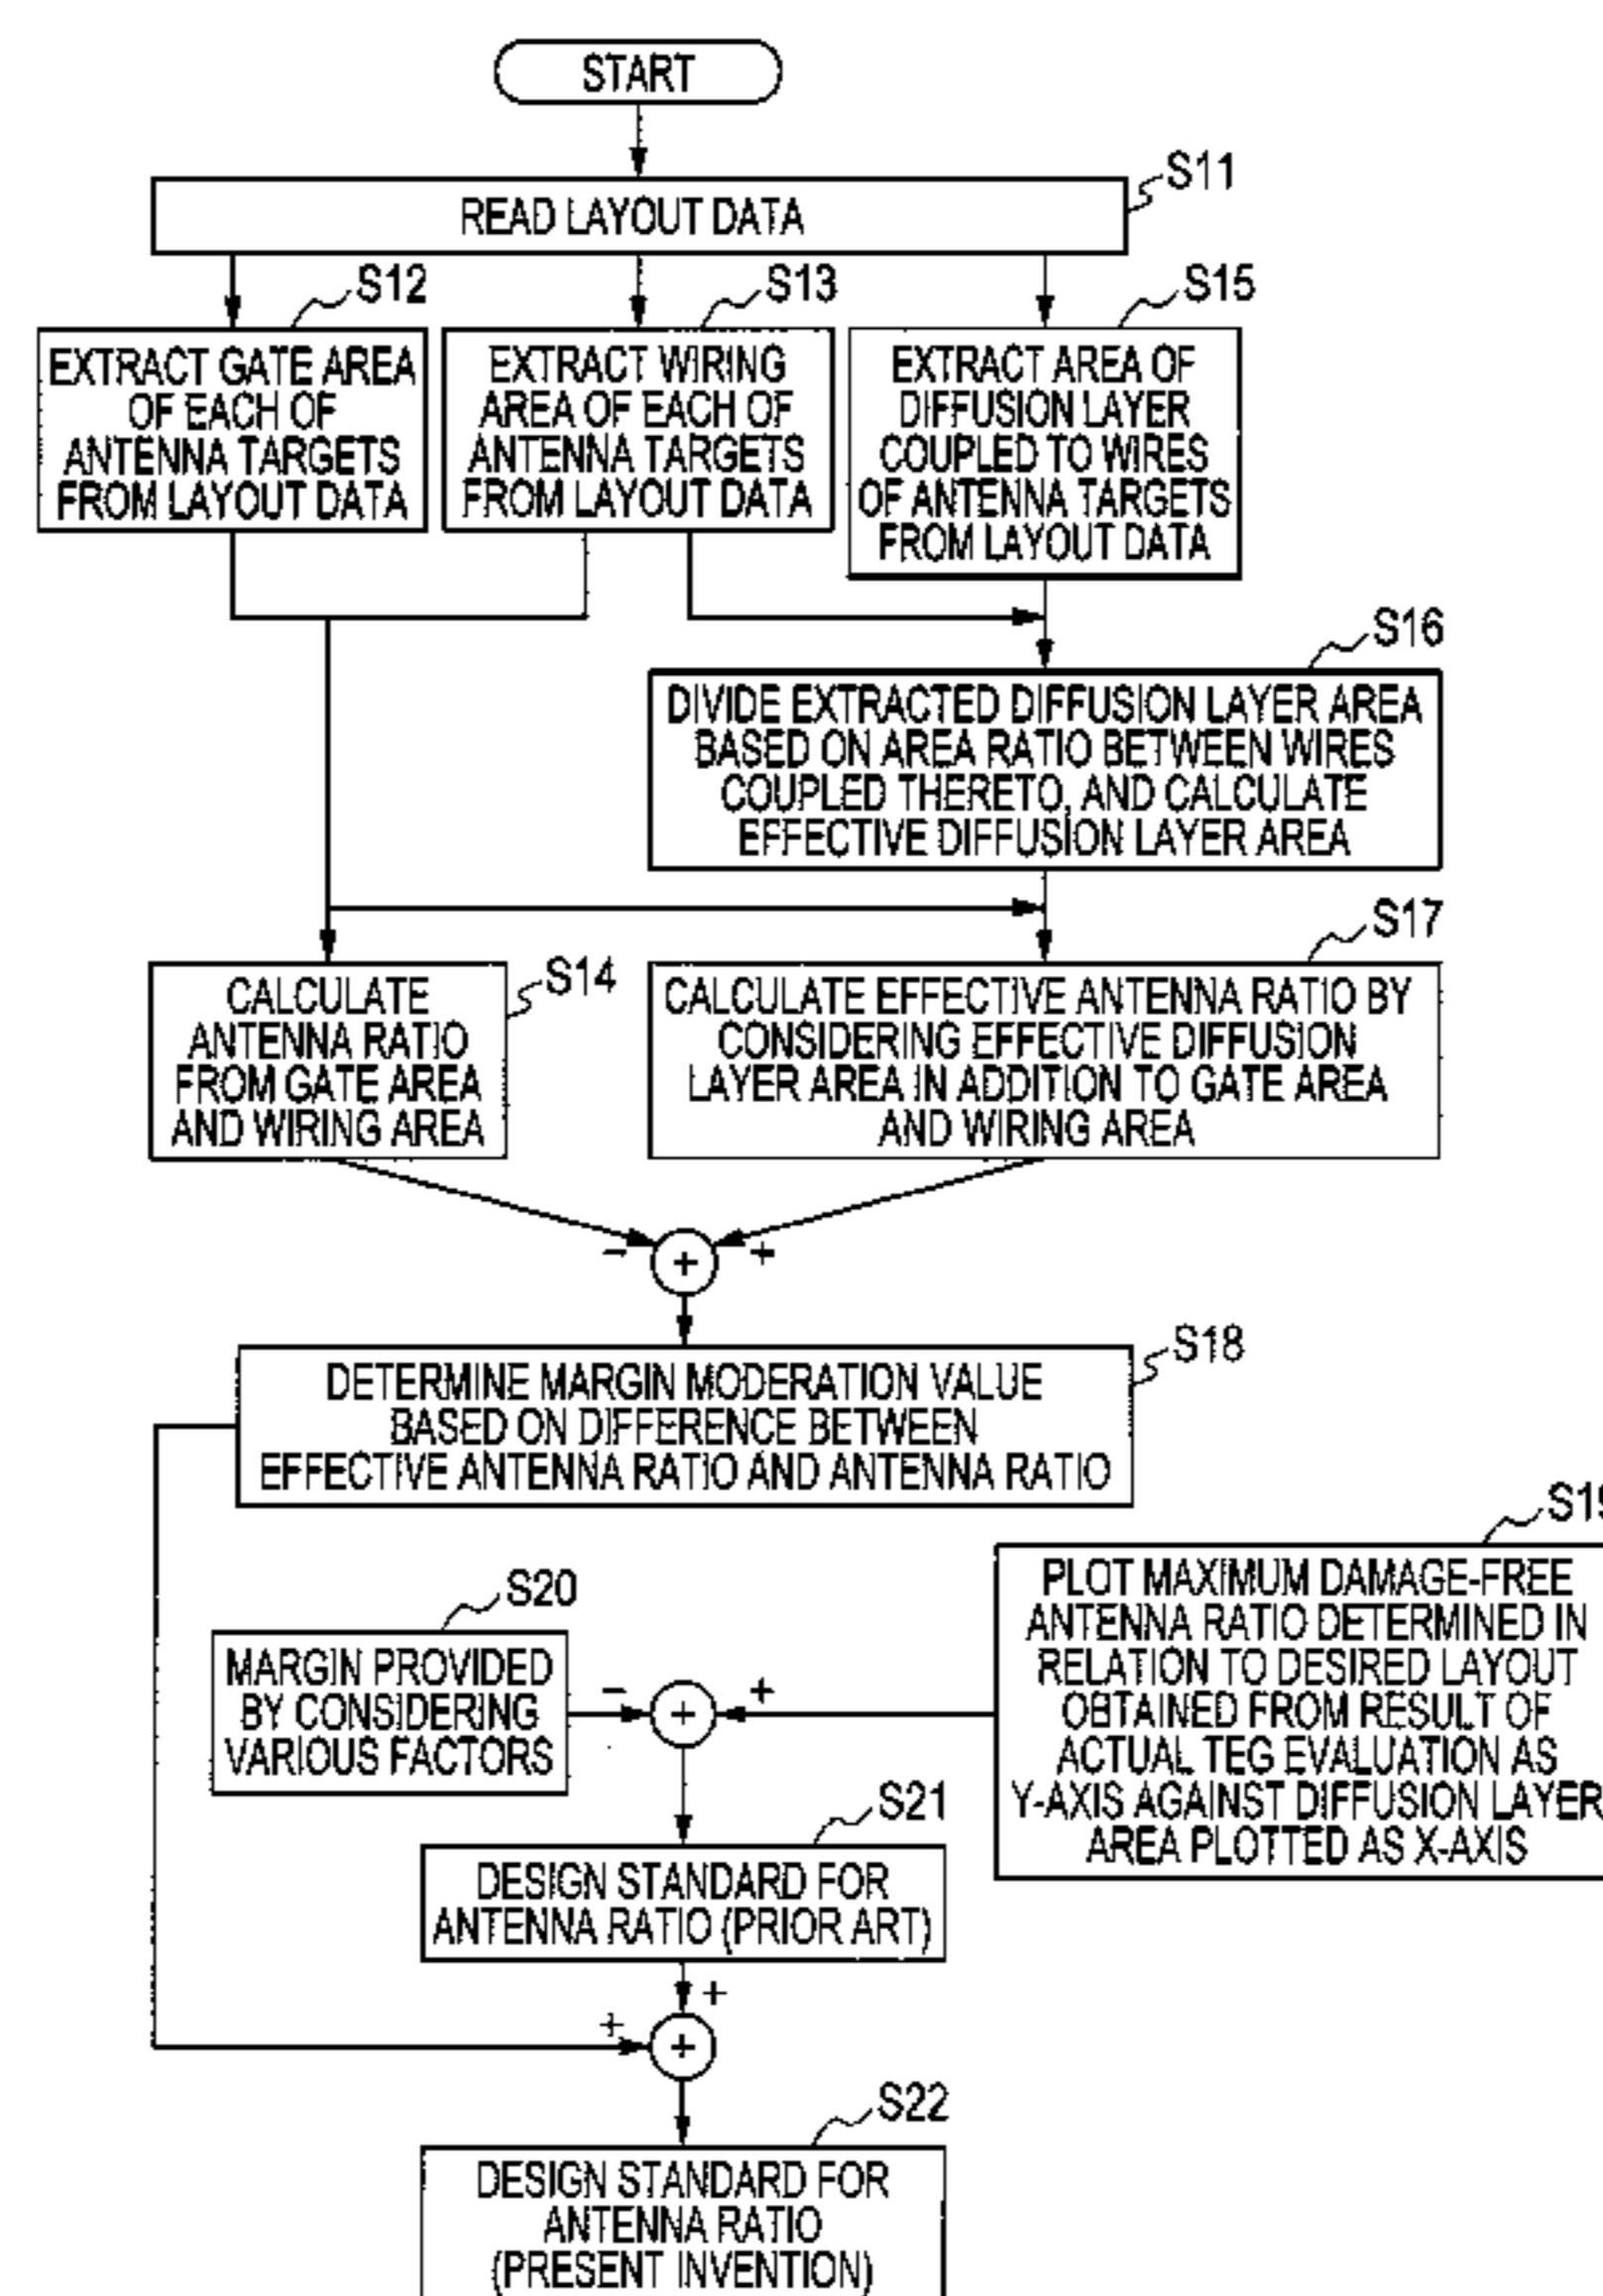 START
S11
READ LAYOUT DATA
S12
EXTRACT GATE AREA
OF EACH OF
ANTENNA TARGETS
FROM LAYOUT DATA
S13
EXTRACT WIRING
AREA OF EACH OF
ANTENNA TARGETS
FROM LAYOUT DATA
S15
EXTRACT AREA OF
DIFFUSION LAYER
COUPLED TO WIRES
OF ANTENNA TARGETS
FROM LAYOUT DATA
S16
DIVIDE EXTRACTED DIFFUSION LAYER AREA
BASED ON AREA RATIO BETWEEN WIRES
COUPLED THERETO, AND CALCULATE
EFFECTIVE DIFFUSION LAYER AREA
S14
CALCULATE
ANTENNA RATIO
FROM GATE AREA
AND WIRING AREA
S17
CALCULATE EFFECTIVE ANTENNA RATIO BY
CONSIDERING EFFECTIVE DIFFUSION
LAYER AREA IN ADDITION TO GATE AREA
AND WIRING AREA
- + +
S18
DETERMINE MARGIN MODERATION VALUE
BASED ON DIFFERENCE BETWEEN
EFFECTIVE ANTENNA RATIO AND ANTENNA RATIO
S19
PLOT MAXIMUM DAMAGE-FREE
ANTENNA RATIO DETERMINED IN
RELATION TO DESIRED LAYOUT
OBTAINED FROM RESULT OF
ACTUAL TEG EVALUATION AS
Y-AXIS AGAINST DIFFUSION LAYER
AREA PLOTTED AS X-AXIS
S20
MARGIN PROVIDED
BY CONSIDERING
VARIOUS FACTORS
- + +
S21
DESIGN STANDARD FOR
ANTENNA RATIO (PRIOR ART)
+
+ +
S22
DESIGN STANDARD FOR
ANTENNA RATIO
(PRESENT INVENTION)